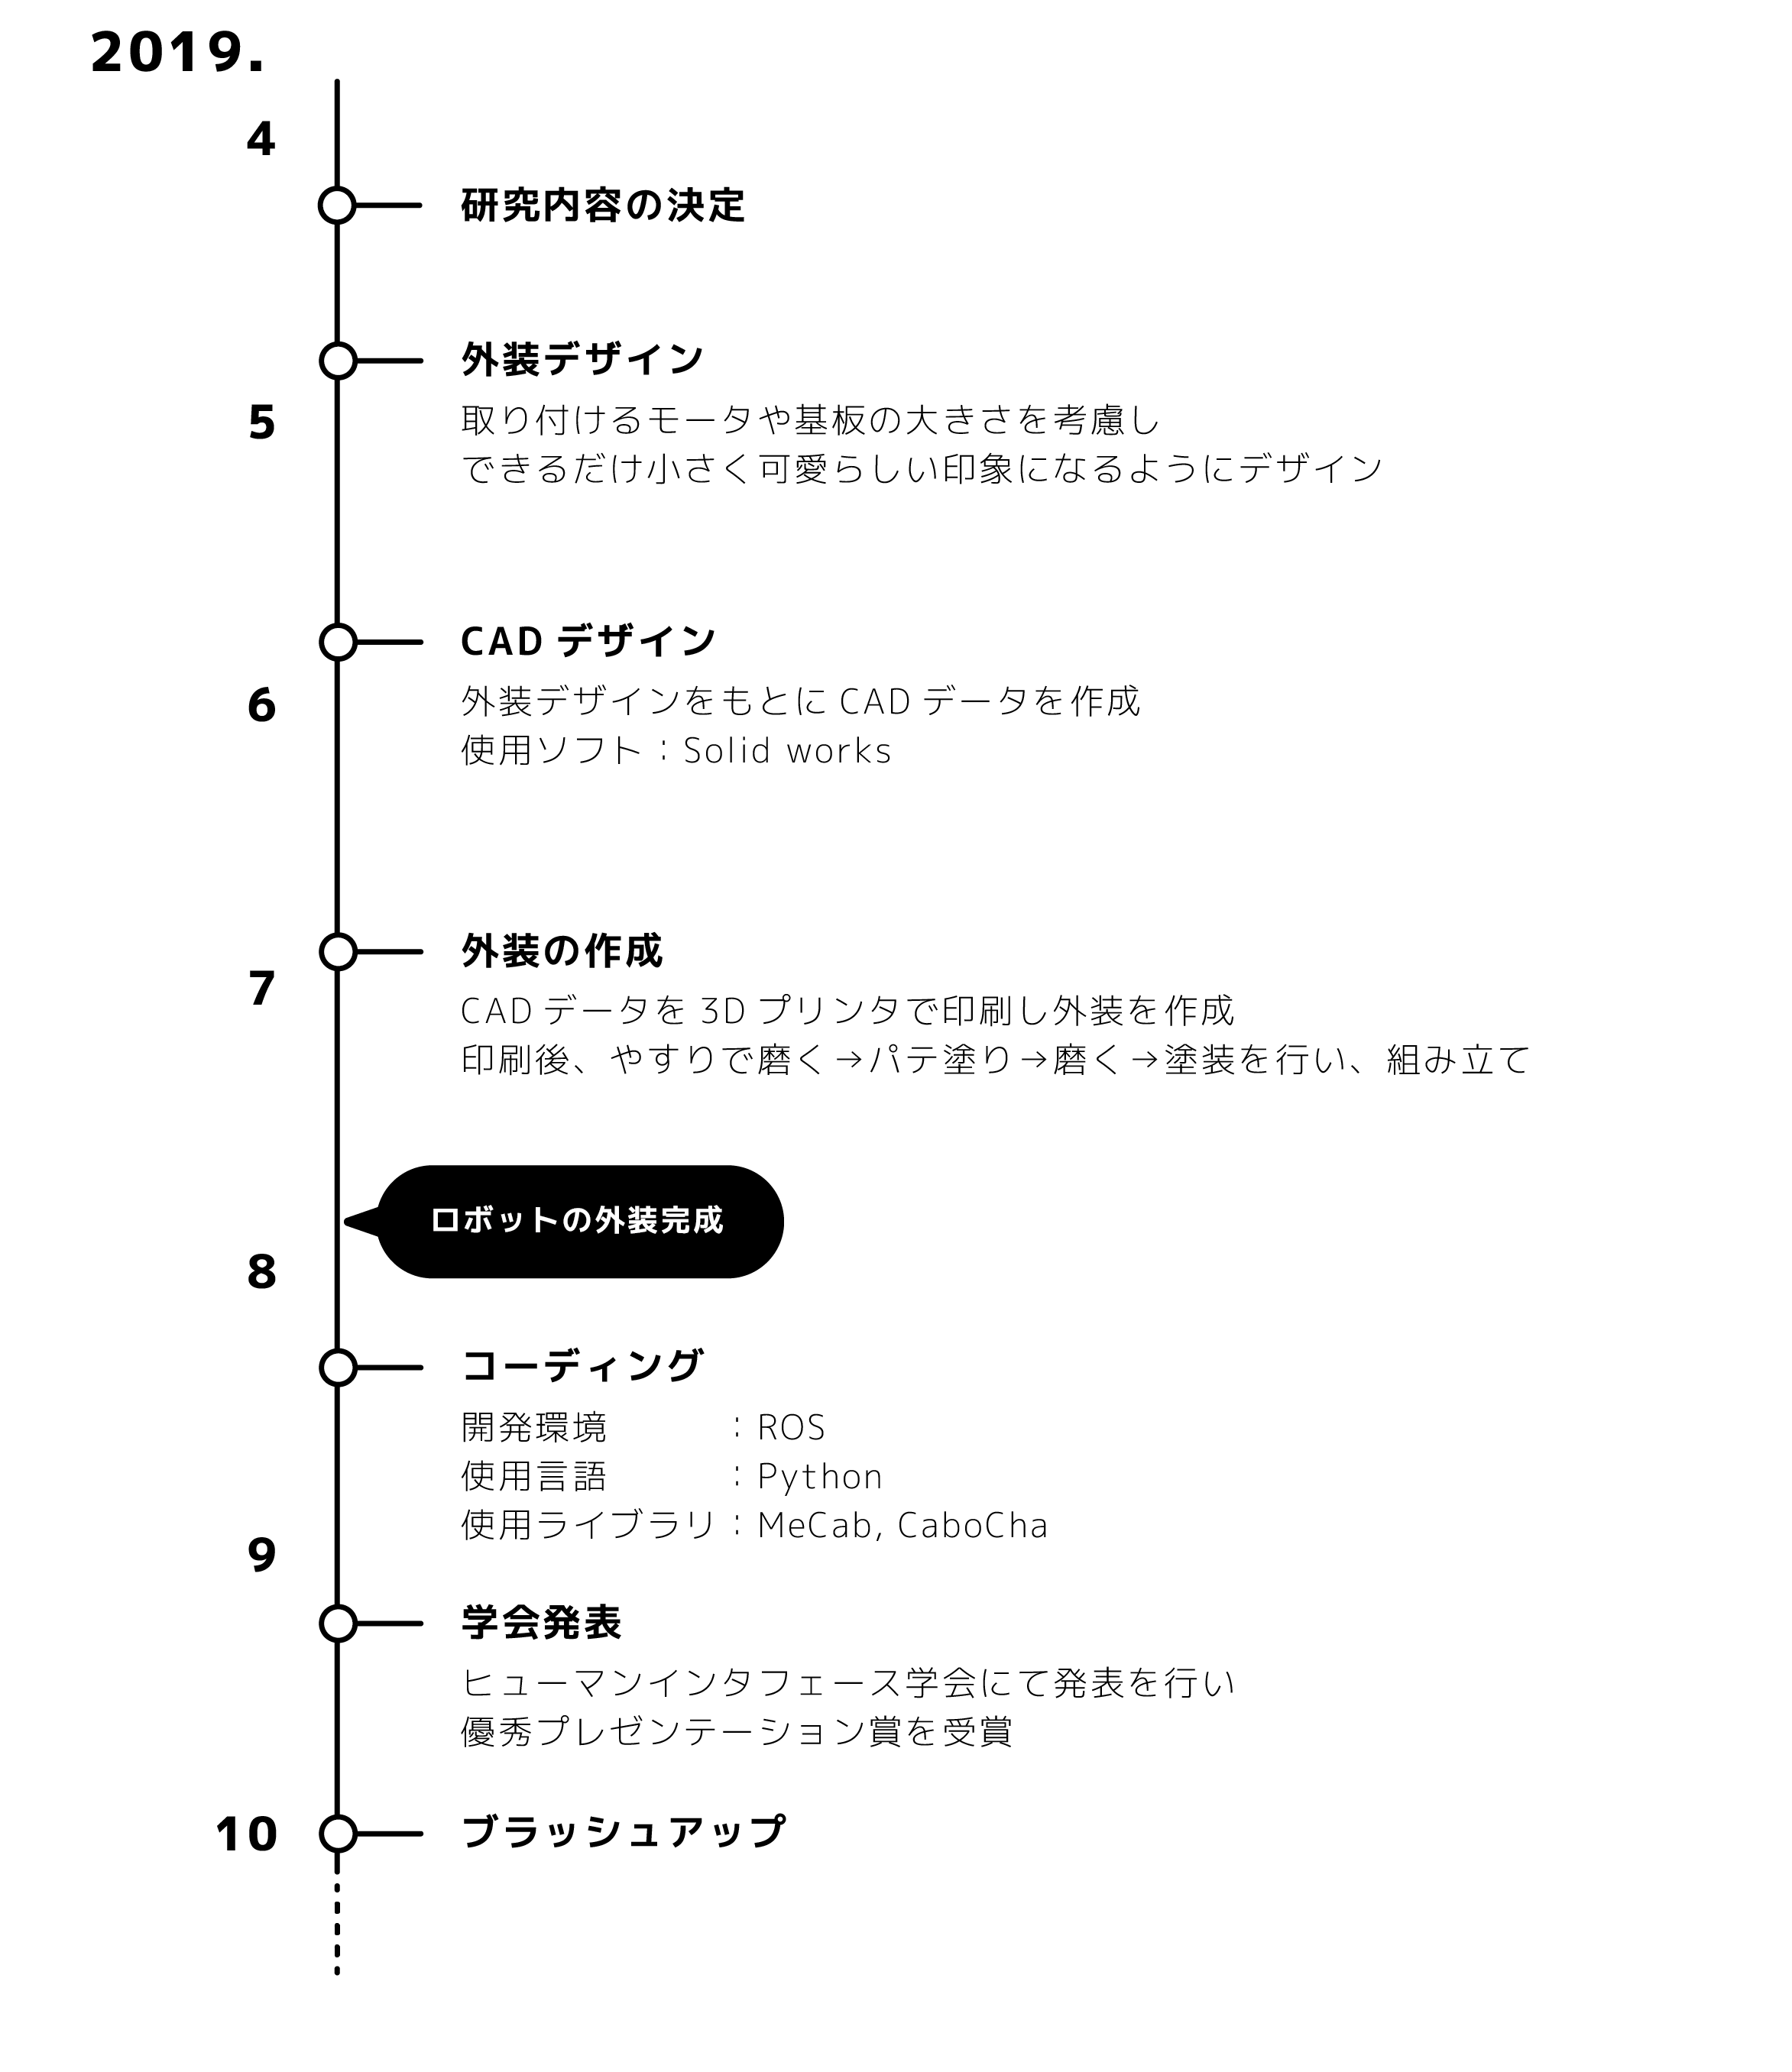 2019.
4
研究内容の決定
外装デザイン
5
取り付けるモータや基板の大きさを考慮し
できるだけ小さく可愛らしい印象になるようにデザイン
CAD デザイン
6
外装デザインをもとに CAD データを作成
使用ソフト：Solid works
外装の作成
7
CAD データを 3D プリンタで印刷し外装を作成
印刷後、やすりで磨く→パテ塗り→磨く→塗装を行い、組み立て
ロボットの外装完成
8
コーディング
開発環境　　　：ROS
使用言語　　　：Python
使用ライブラリ：MeCab, CaboCha
9
学会発表
ヒューマンインタフェース学会にて発表を行い
優秀プレゼンテーション賞を受賞
10
ブラッシュアップ